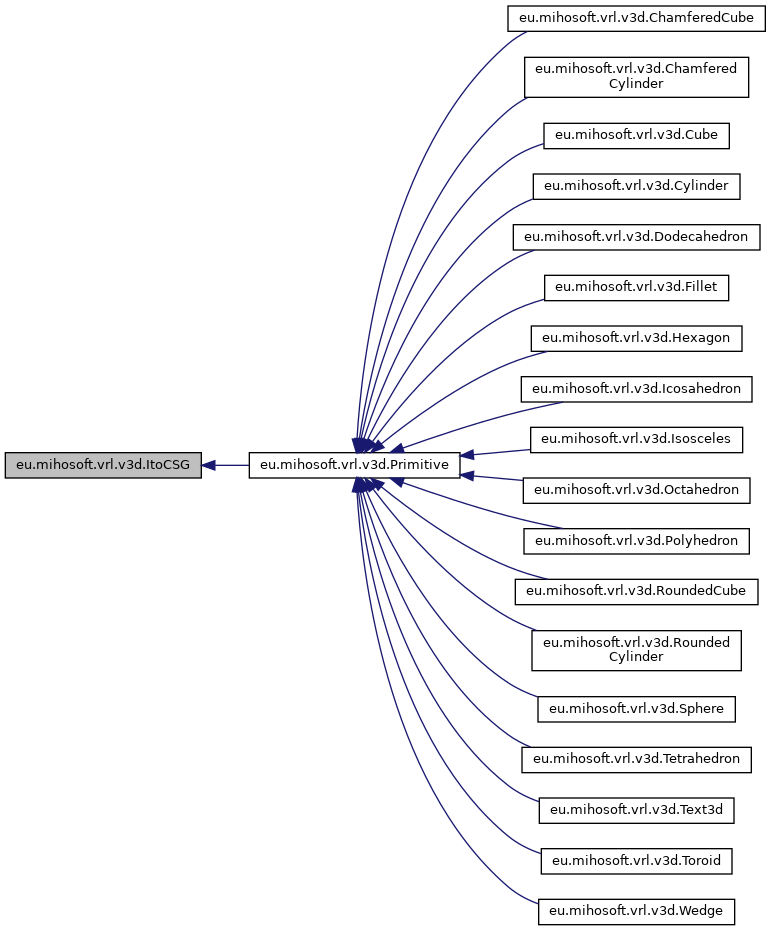 eu.mihosoft.vrl.v3d.ItoCSG
eu.mihosoft.vrl.v3d.Primitive
eu.mihosoft.vrl.v3d.ChamferedCube
eu.mihosoft.vrl.v3d.Chamfered
Cylinder
eu.mihosoft.vrl.v3d.Cube
eu.mihosoft.vrl.v3d.Cylinder
eu.mihosoft.vrl.v3d.Dodecahedron
eu.mihosoft.vrl.v3d.Fillet
eu.mihosoft.vrl.v3d.Hexagon
eu.mihosoft.vrl.v3d.Icosahedron
eu.mihosoft.vrl.v3d.Isosceles
eu.mihosoft.vrl.v3d.Octahedron
eu.mihosoft.vrl.v3d.Polyhedron
eu.mihosoft.vrl.v3d.RoundedCube
eu.mihosoft.vrl.v3d.Rounded
Cylinder
eu.mihosoft.vrl.v3d.Sphere
eu.mihosoft.vrl.v3d.Tetrahedron
eu.mihosoft.vrl.v3d.Text3d
eu.mihosoft.vrl.v3d.Toroid
eu.mihosoft.vrl.v3d.Wedge